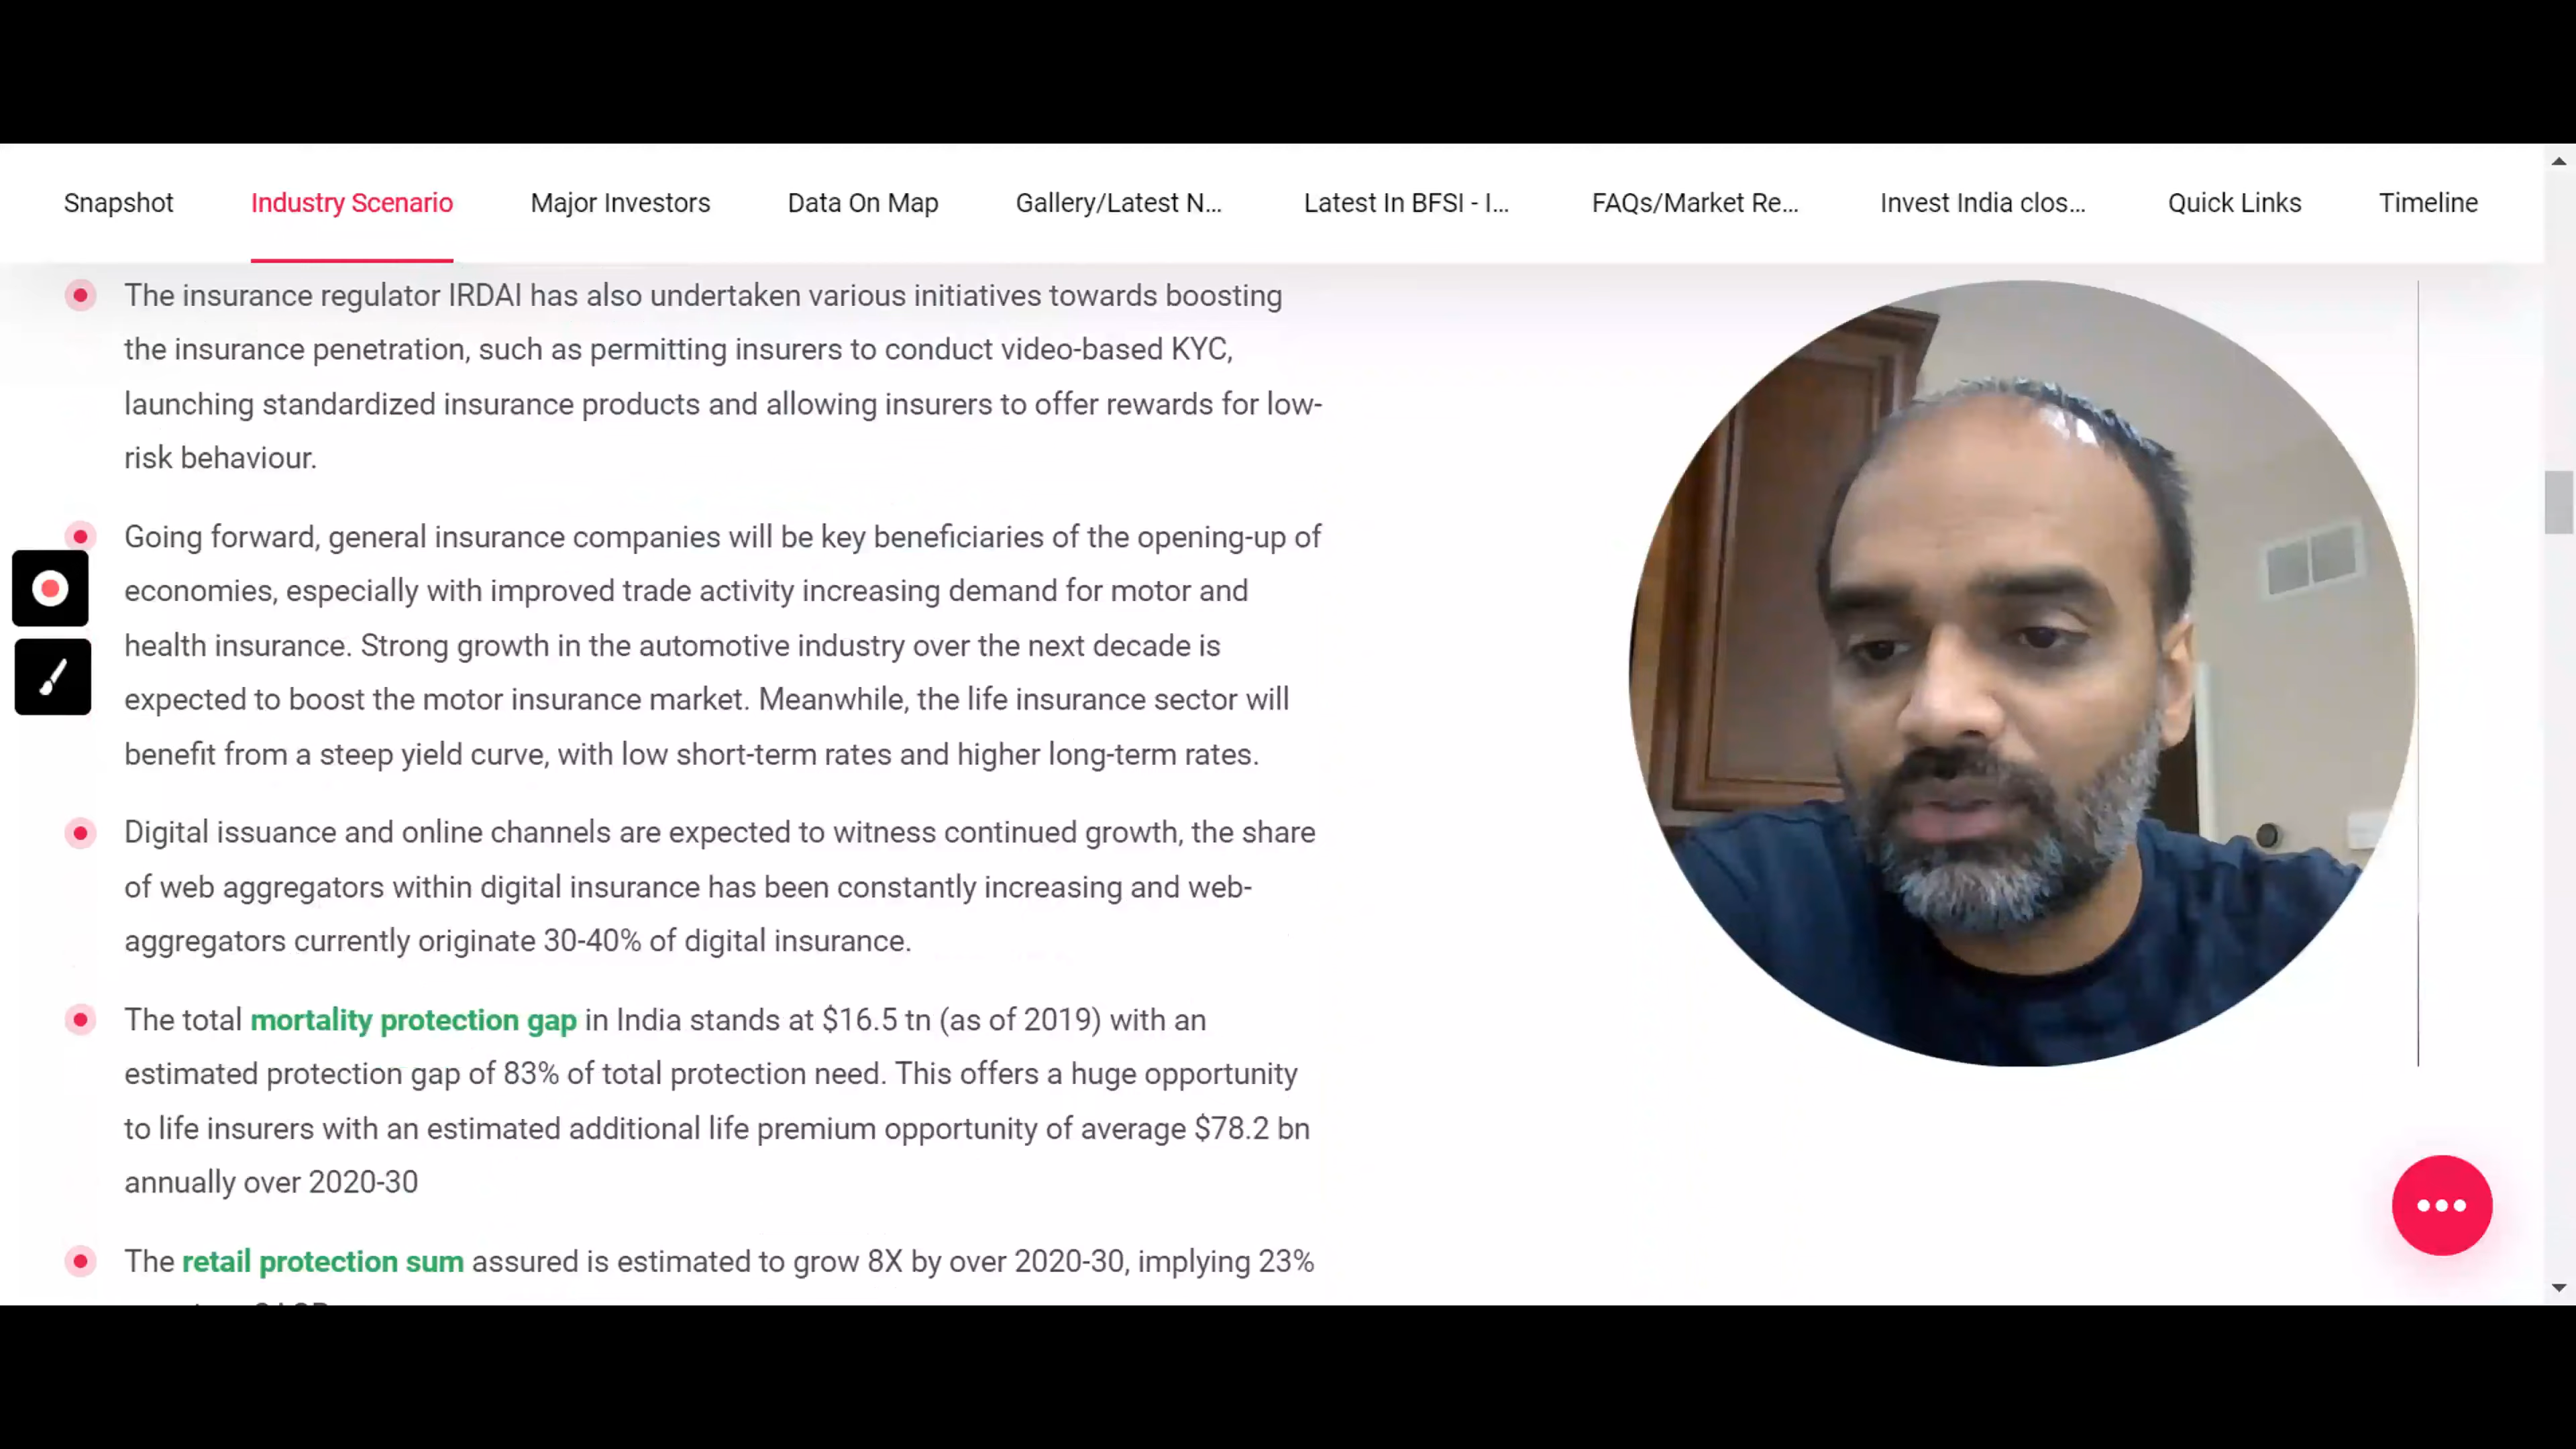 Snapshot
Industry Scenario
Major Investors
Data On Map
Gallery/Latest N...
Latest In BFSI - I...
FAQs/Market Re...
Invest India clos...
Quick Links
Timeline
The insurance regulator IRDAI has also undertaken various initiatives towards boosting
the insurance penetration, such as permitting insurers to conduct video-based KYC,
launching standardized insurance products and allowing insurers to offer rewards for low-
risk behaviour.
Going forward, general insurance companies will be key beneficiaries of the opening-up of
economies, especially with improved trade activity increasing demand for motor and
health insurance. Strong growth in the automotive industry over the next decade is
expected to boost the motor insurance market. Meanwhile, the life insurance sector will
benefit from a steep yield curve, with low short-term rates and higher long-term rates.
Digital issuance and online channels are expected to witness continued growth, the share
of web aggregators within digital insurance has been constantly increasing and web-
aggregators currently originate 30-40% of digital insurance.
The total mortality protection gap in India stands at $16.5 tn (as of 2019) with an
estimated protection gap of 83% of total protection need. This offers a huge opportunity
to life insurers with an estimated additional life premium opportunity of average $78.2 bn
annually over 2020-30
The retail protection sum assured is estimated to grow 8X by over 2020-30, implying 23%